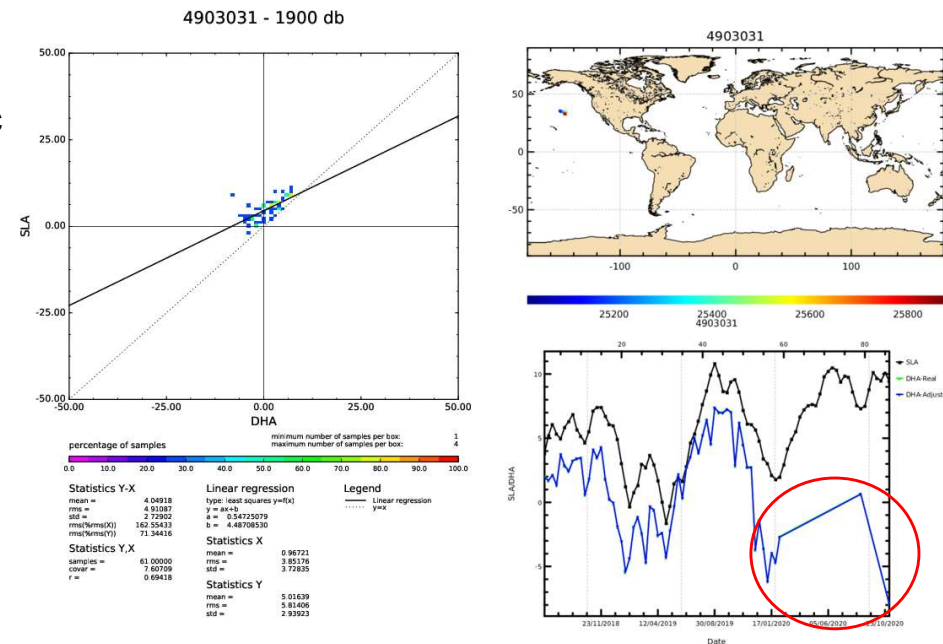 4903031 - 1900 db
50.00
25.00
0.00
-25.00
-50.00
SLA
-50.00 -25.00 0.00 25.00 50.00
DHA
percentage of samples
minimum number of samples per box: 1
maximum number of samples per box: 4
0.0 10.0 20.0 30.0 40.0 50.0 60.0 70.0 80.0 90.0 100.0
Statistics Y-X
mean = 4.04918
rms = 4.91087
std = 2.72902
rms(%rms(X)) 162.55433
rms(%rms(Y)) 71.34416
Statistics Y,X
samples = 61.00000
covar = 7.60709
r = 0.69418
Linear regression
type: least squares y=f(x)
y = ax+b
a = 0.54725079
b = 4.48708530
Statistics X
mean = 0.96721
rms = 3.85176
std = 3.72835
Statistics Y
mean = 5.01639
rms = 5.81406
std = 2.93923
Legend
Linear regression
y=x
4903031
50
0
-50
-100 0 100
25200 25400 25600 25800
4903031
20 40 60 80
10
5
0
-5
SLA/DHA
SLA
DHA-Real
DHA-Adjust
23/11/2018 12/04/2019 30/08/2019 17/01/2020 05/06/2020 23/10/2020
Date